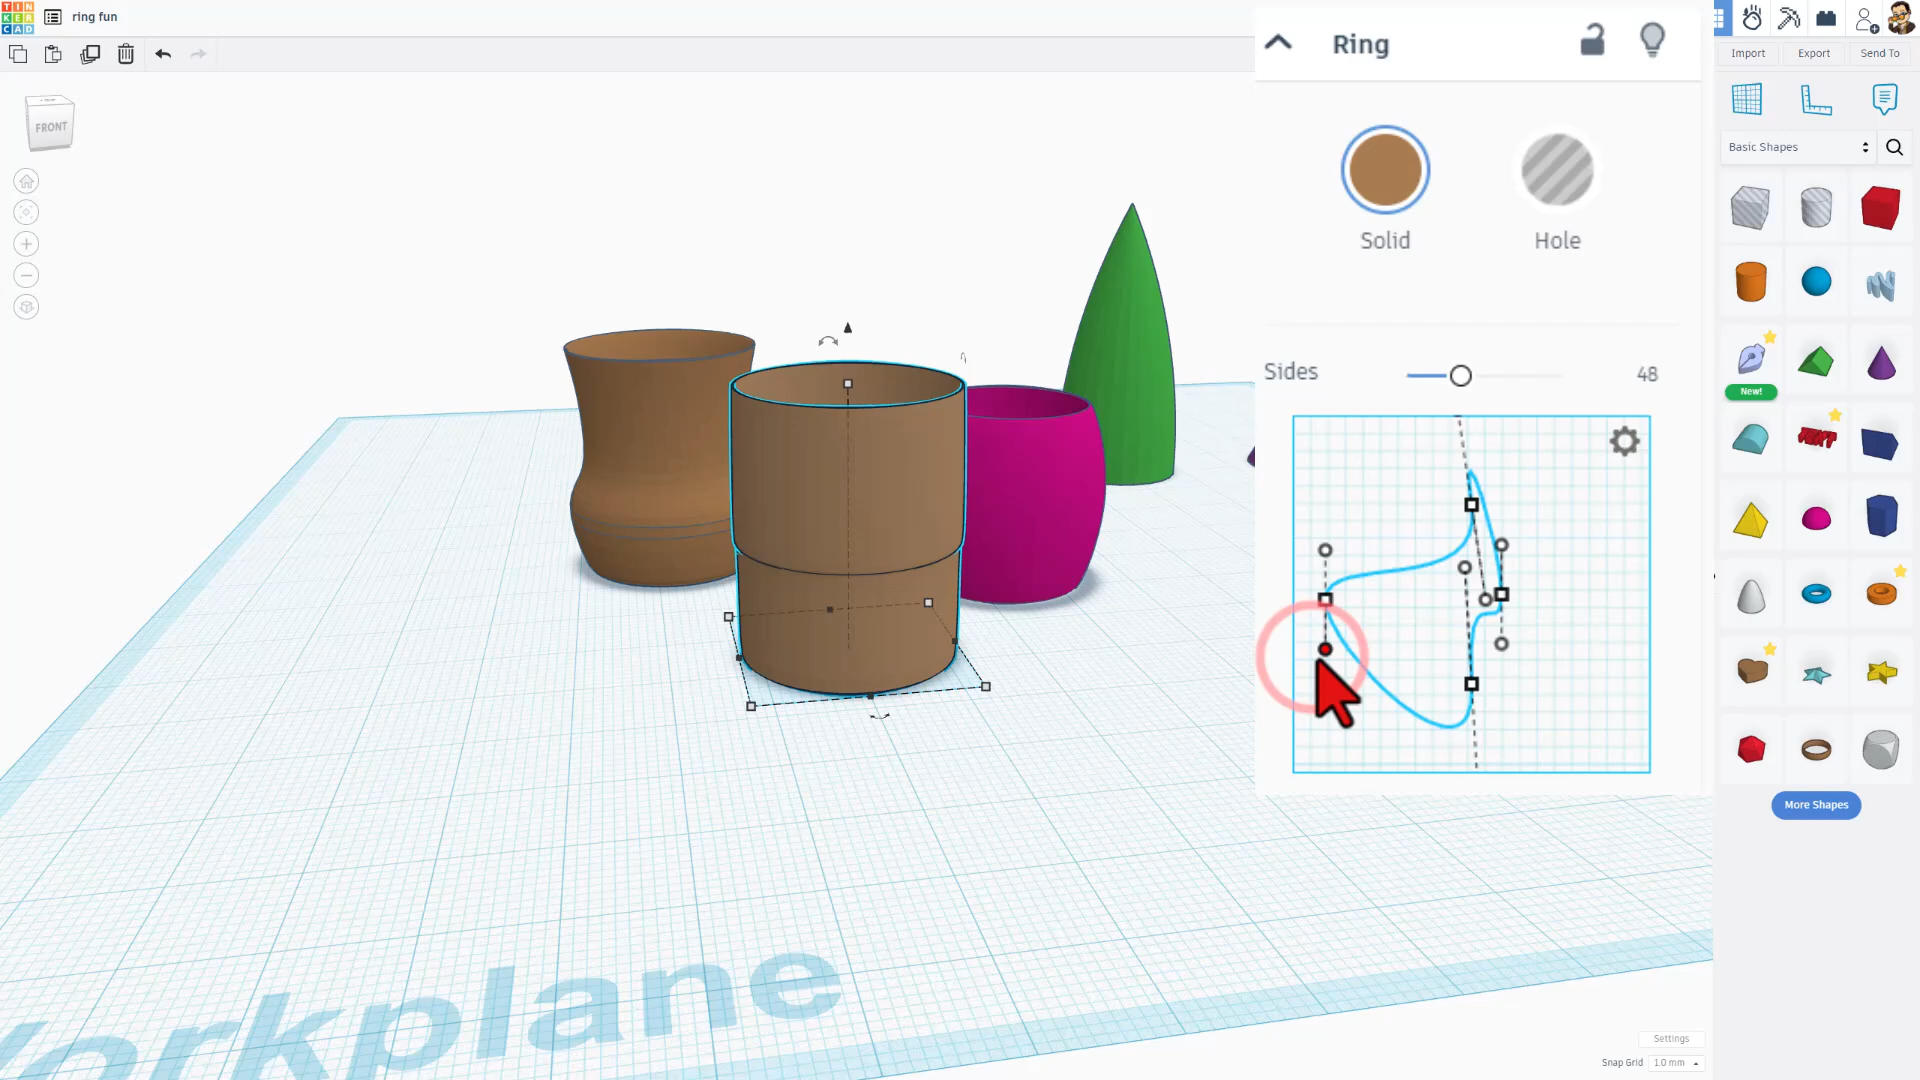 TIN
KER
CAD
ring fun
FRONT
Ring
Solid
Hole
Sides
48
Import
Export
Send To
Basic Shapes
New!
More Shapes
orkplane
Settings
Snap Grid
1.0 mm